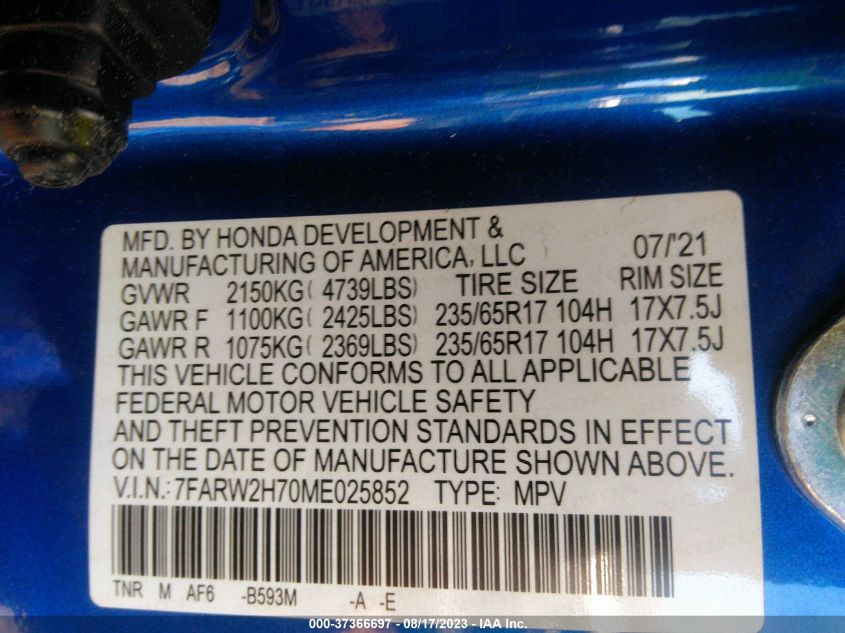 MFD. BY HONDA DEVELOPMENT &
MANUFACTURING OF AMERICA, LLC 07/'21
GVWR 2150KG( 4739LBS) TIRE SIZE RIM SIZE
GAWR F 1100KG( 2425LBS) 235/65R17 104H 17X7.5J
GAWR R 1075KG( 2369LBS) 235/65R17 104H 17X7.5J
THIS VEHICLE CONFORMS TO ALL APPLICABLE
FEDERAL MOTOR VEHICLE SAFETY
AND THEFT PREVENTION STANDARDS IN EFFECT
ON THE DATE OF MANUFACTURE SHOWN ABOVE.
V.I.N.:7FARW2H70ME025852 TYPE: MPV
TNR M AF6 -B593M -A -E
000-37366697 - 08/17/2023 - IAA Inc.